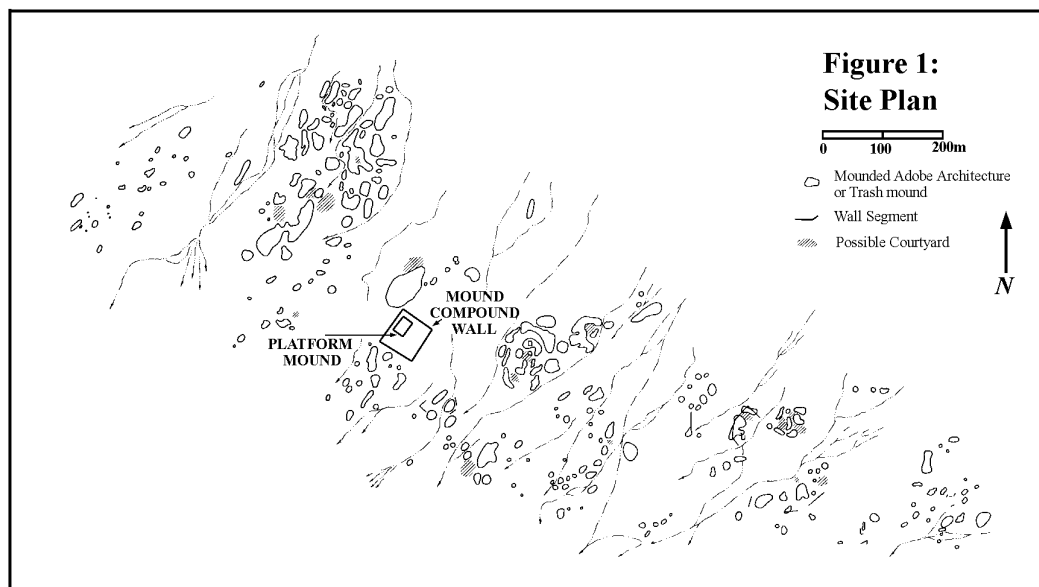 Figure 1:
Site Plan
0 100 200m
Mounded Adobe Architecture
or Trash mound
Wall Segment
Possible Courtyard
N
MOUND
COMPOUND
WALL
PLATFORM
MOUND